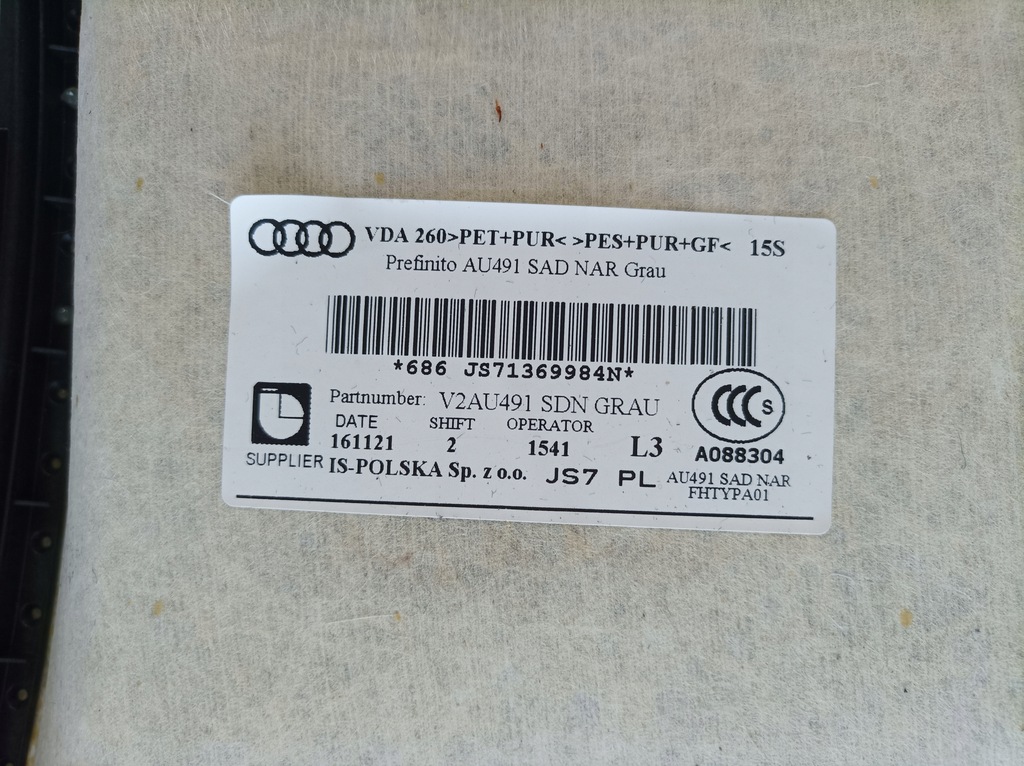 VDA 260>PET+PUR< >PES+PUR+GF< 15S
Prefinito AU491 SAD NAR Grau
*686 JS71369984N*
Partnumber: V2AU491 SDN GRAU
DATE SHIFT OPERATOR
161121 2 1541 L3
CCC S
A088304
SUPPLIER IS-POLSKA Sp. z o.o. JS7 PL
AU491 SAD NAR
FHTYPA01